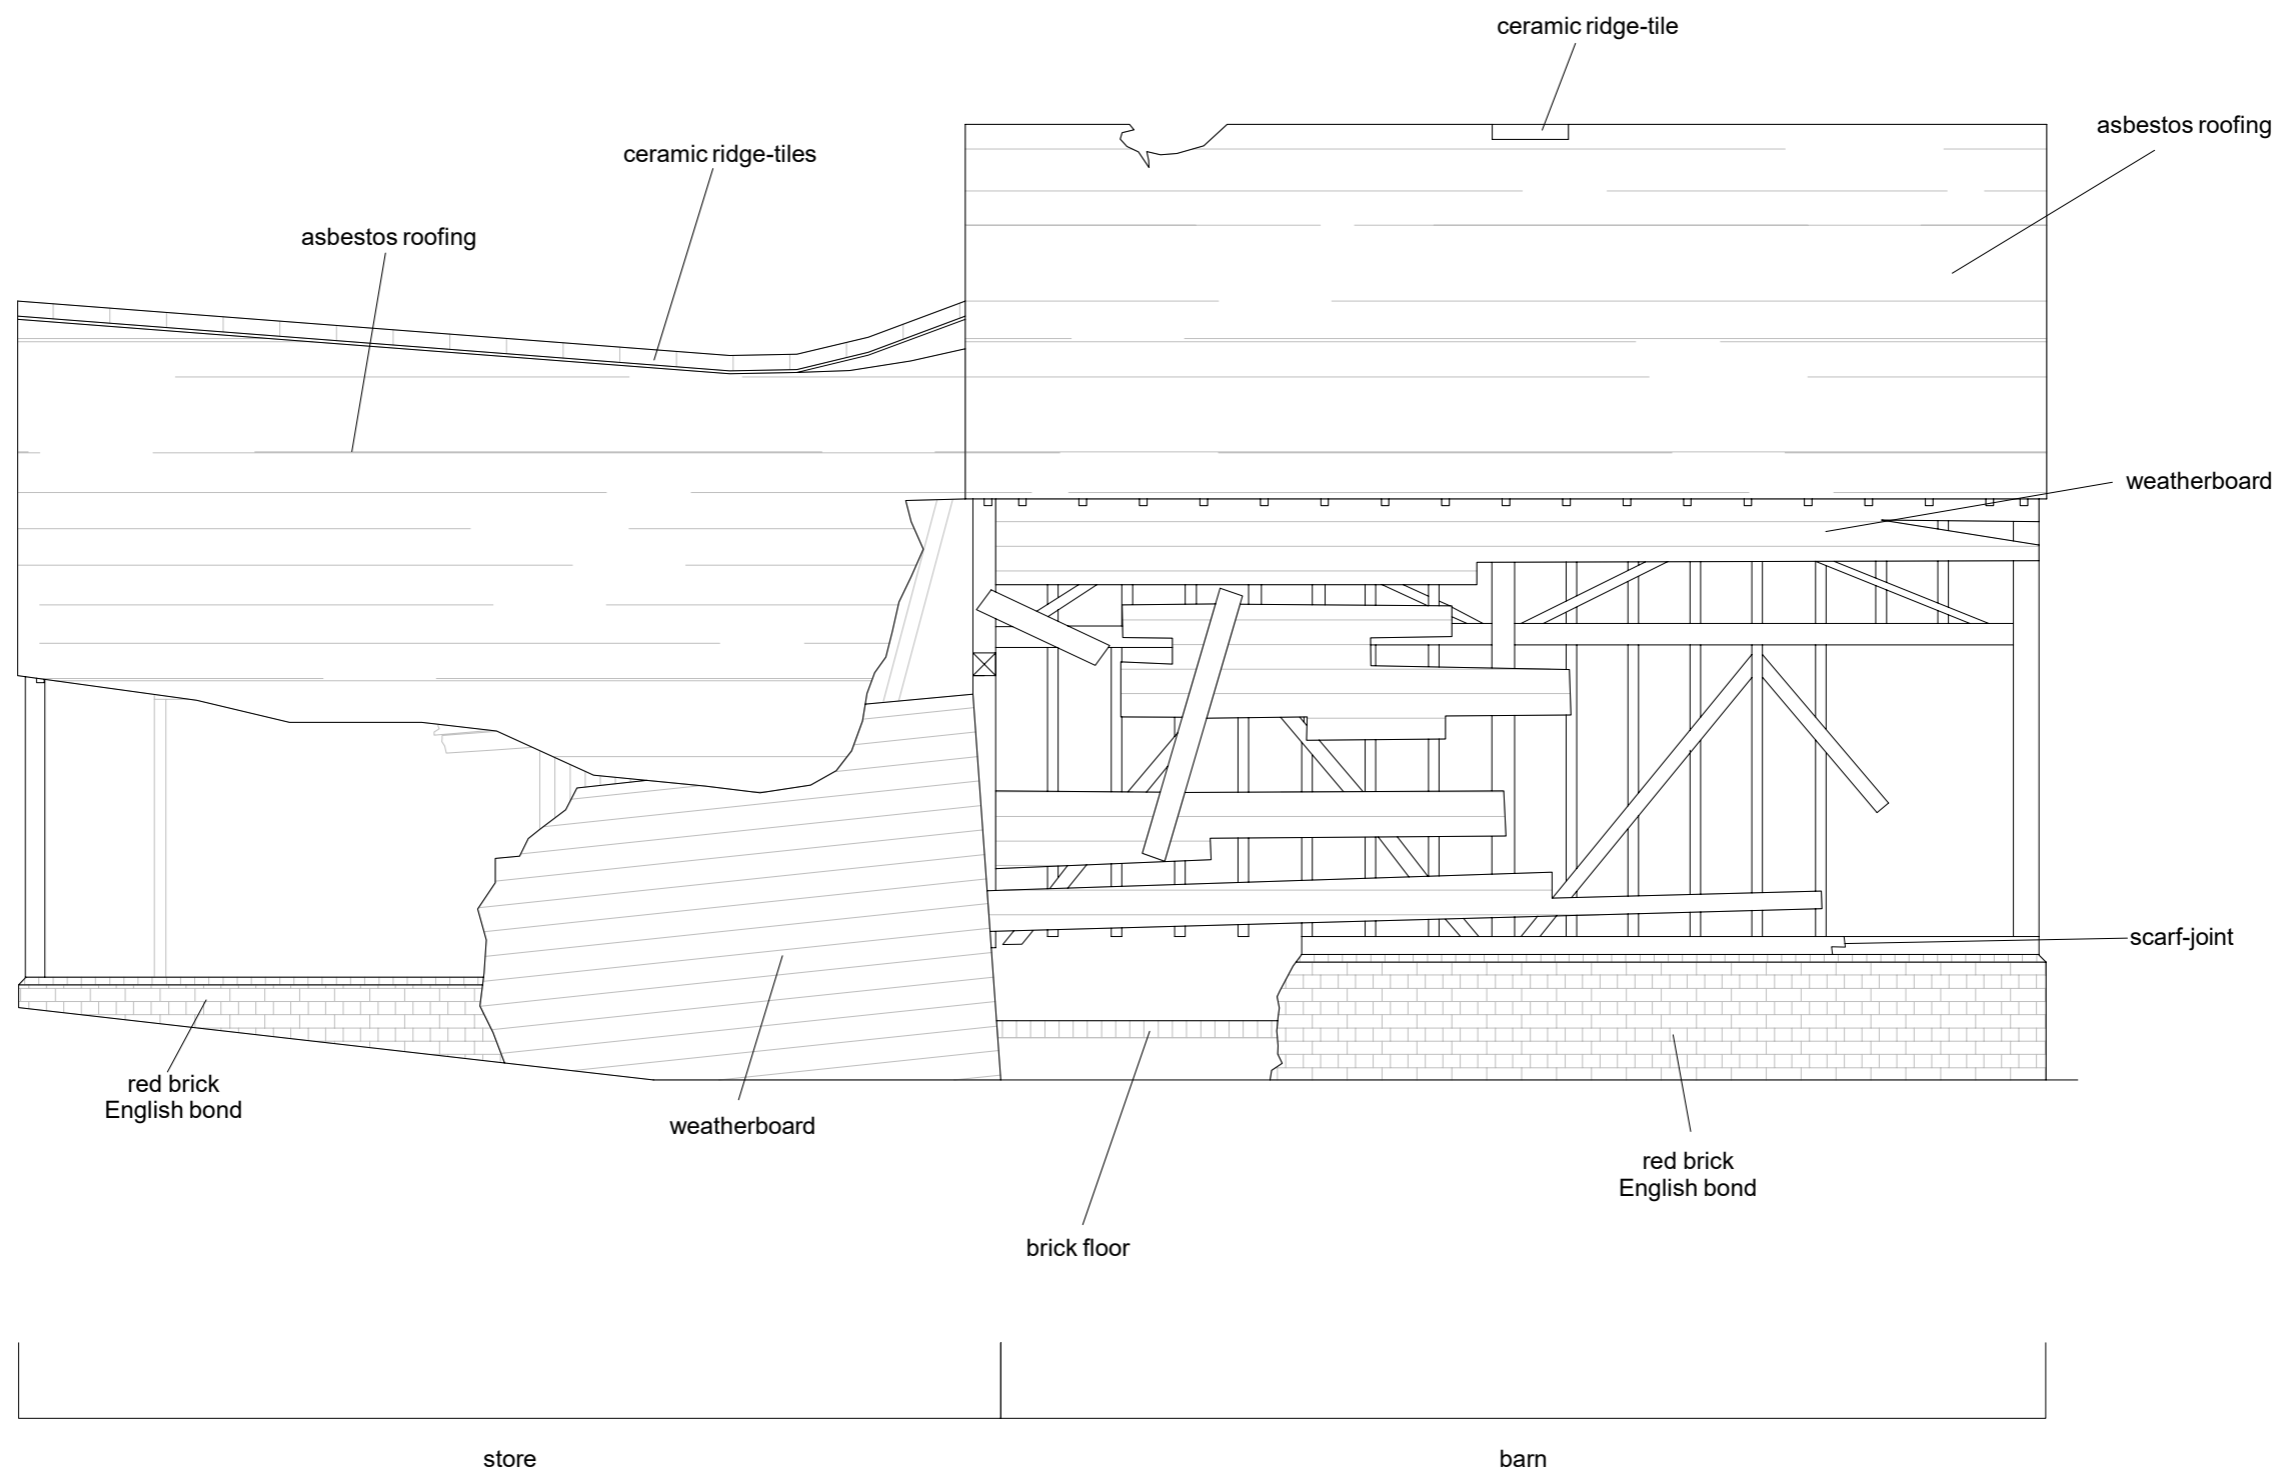 ceramic ridge-tile
asbestos roofing
ceramic ridge-tiles
asbestos roofing
weatherboard
scarf-joint
red brick
English bond
weatherboard
red brick
English bond
brick floor
store
barn